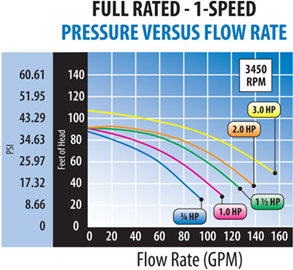 FULL RATED - 1-SPEED
PRESSURE VERSUS FLOW RATE
3450
RPM
3.0 HP
2.0 HP
1 ½ HP
1.0 HP
¾ HP
PSI
60.61
51.95
43.29
34.63
25.97
17.32
8.66
0
Feet of Head
140
120
100
80
60
40
20
0
0 20 40 60 80 100 120 140 160
Flow Rate (GPM)